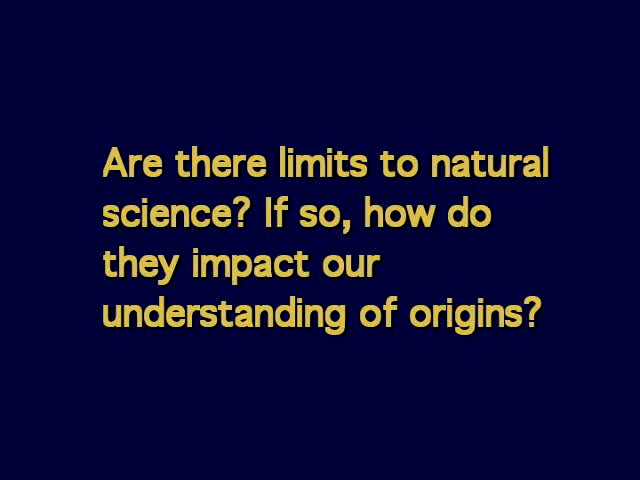 Are there limits to natural
science? If so, how do
they impact our
understanding of origins?